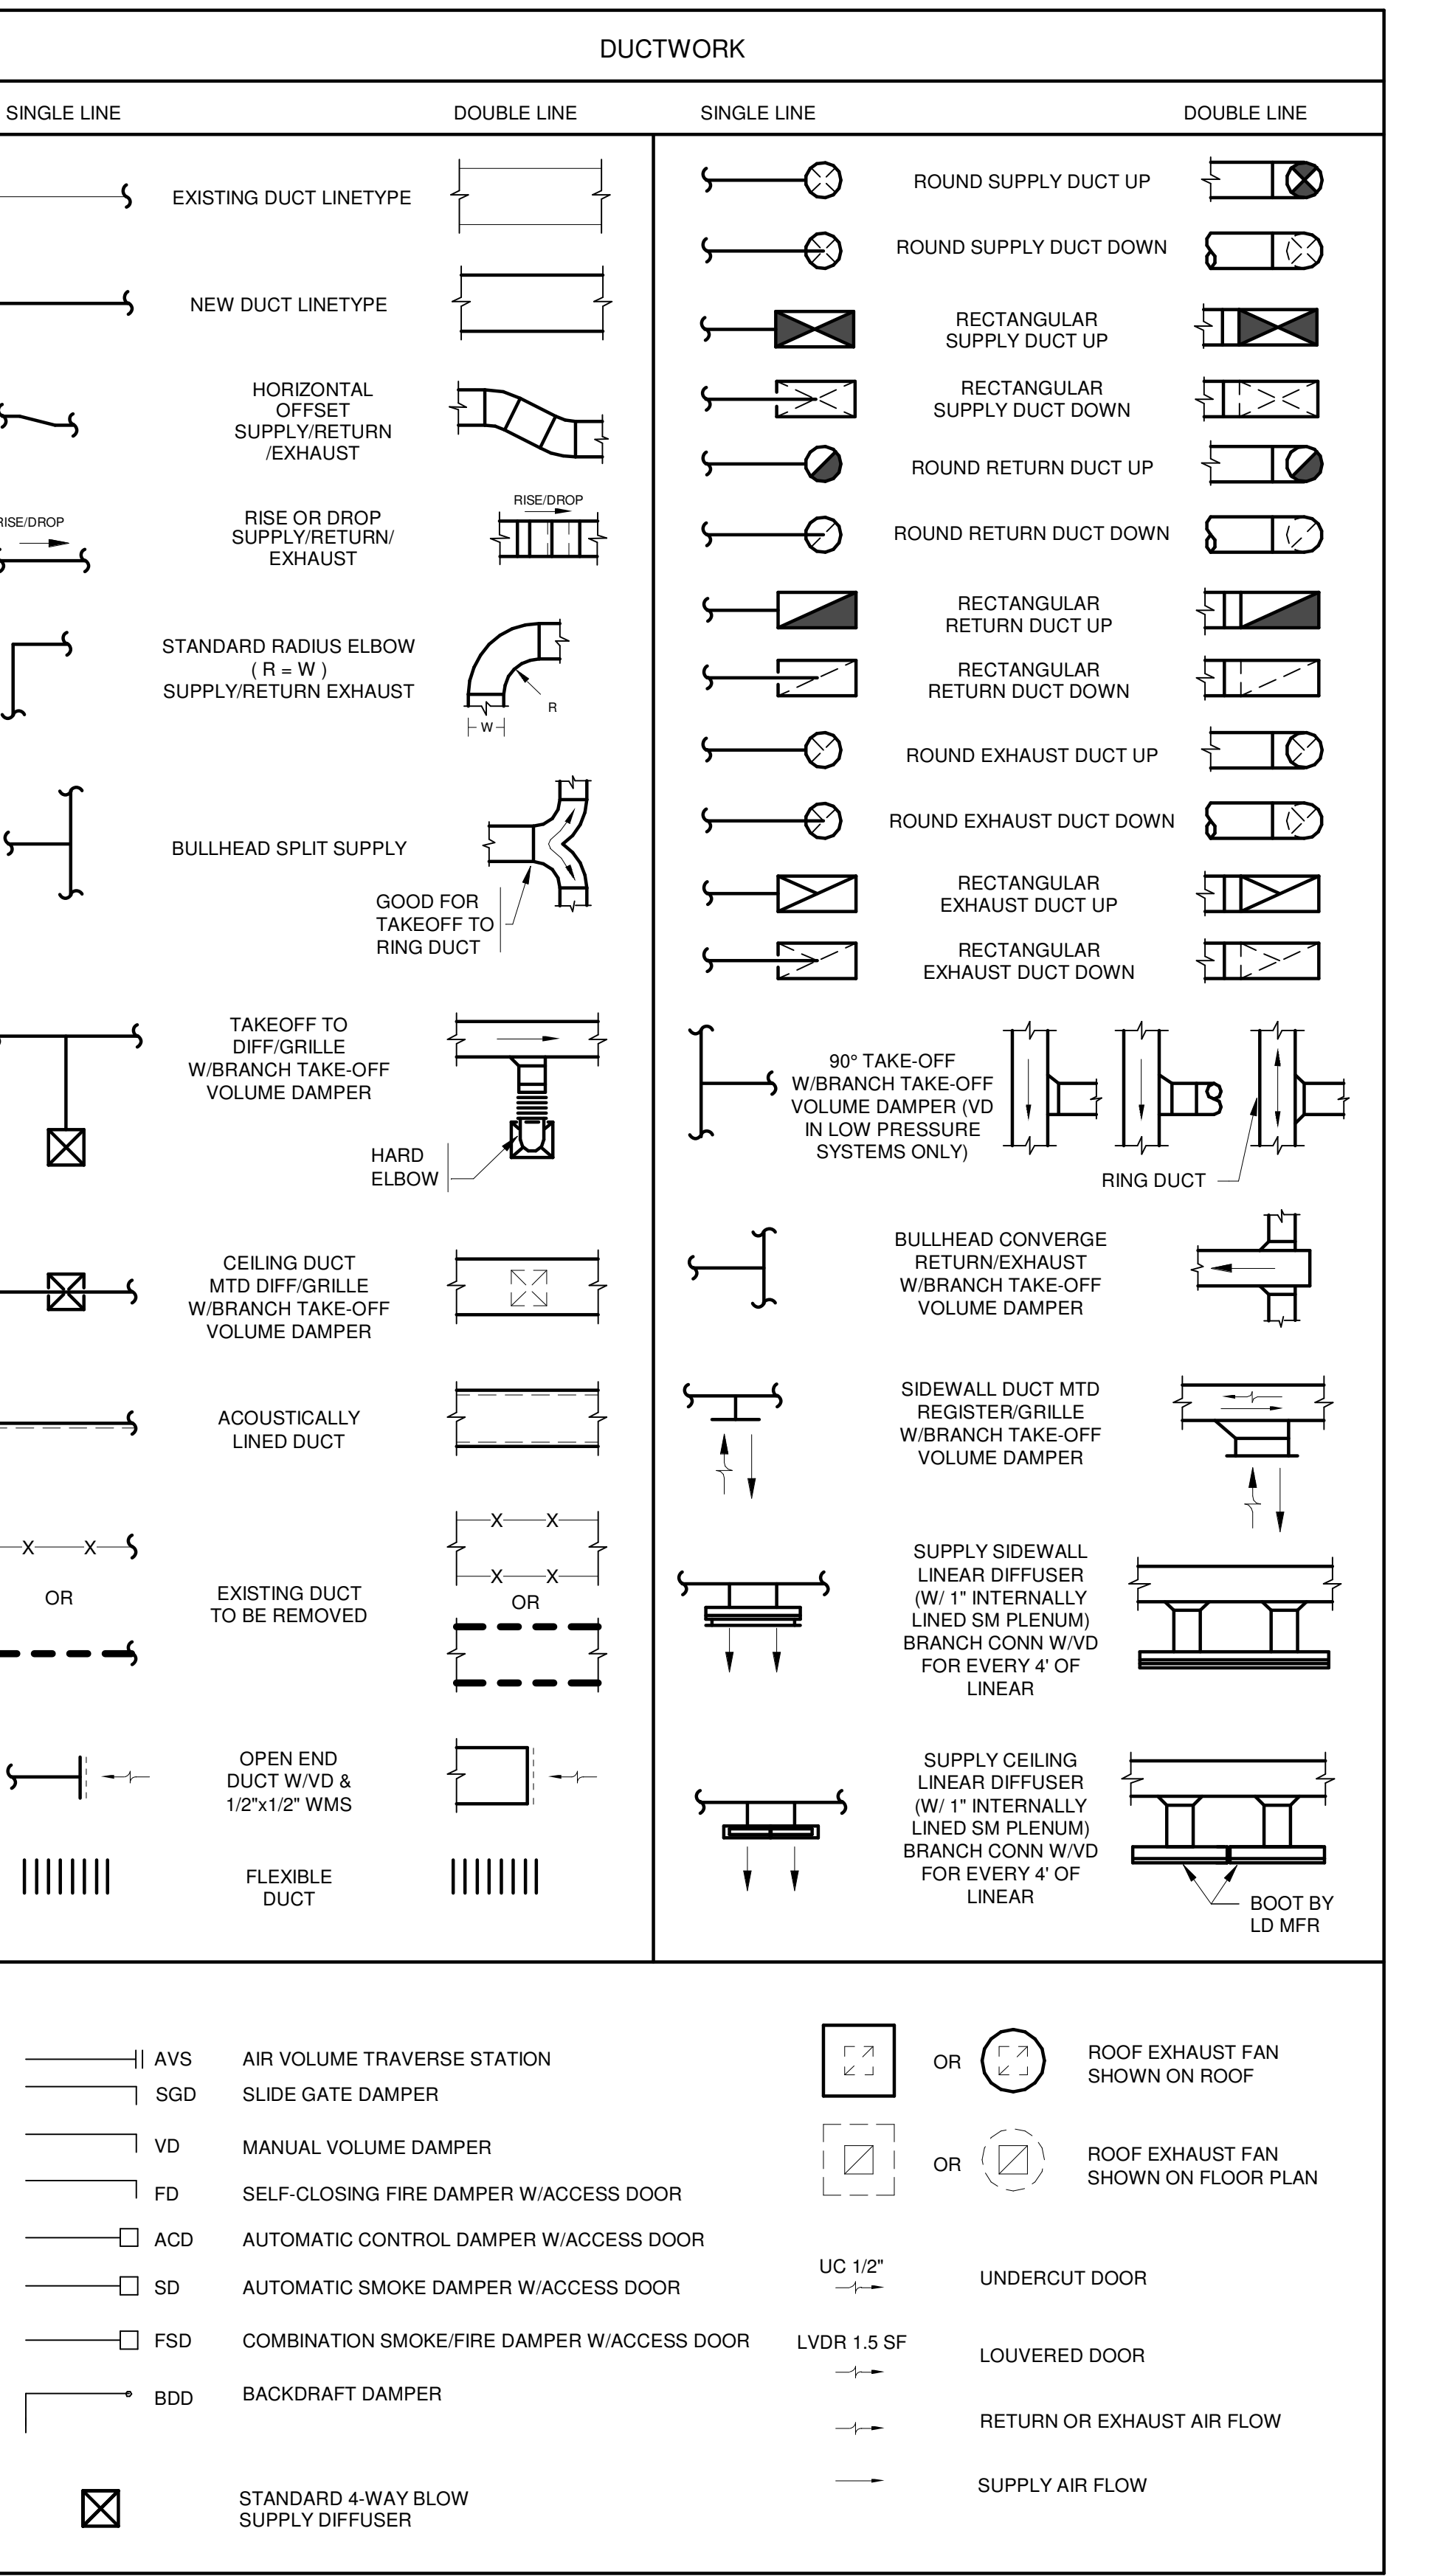 DUCTWORK
SINGLE LINE
DOUBLE LINE
SINGLE LINE
DOUBLE LINE
EXISTING DUCT LINETYPE
NEW DUCT LINETYPE
HORIZONTAL
OFFSET
SUPPLY/RETURN
/EXHAUST
RISE/DROP
RISE OR DROP
SUPPLY/RETURN/
EXHAUST
RISE/DROP
STANDARD RADIUS ELBOW
( R = W )
SUPPLY/RETURN EXHAUST
R
W
BULLHEAD SPLIT SUPPLY
GOOD FOR
TAKEOFF TO
RING DUCT
TAKEOFF TO
DIFF/GRILLE
W/BRANCH TAKE-OFF
VOLUME DAMPER
HARD
ELBOW
CEILING DUCT
MTD DIFF/GRILLE
W/BRANCH TAKE-OFF
VOLUME DAMPER
ACOUSTICALLY
LINED DUCT
X X
OR
EXISTING DUCT
TO BE REMOVED
X X
X X
OR
OPEN END
DUCT W/VD &
1/2"x1/2" WMS
FLEXIBLE
DUCT
ROUND SUPPLY DUCT UP
ROUND SUPPLY DUCT DOWN
RECTANGULAR
SUPPLY DUCT UP
RECTANGULAR
SUPPLY DUCT DOWN
ROUND RETURN DUCT UP
ROUND RETURN DUCT DOWN
RECTANGULAR
RETURN DUCT UP
RECTANGULAR
RETURN DUCT DOWN
ROUND EXHAUST DUCT UP
ROUND EXHAUST DUCT DOWN
RECTANGULAR
EXHAUST DUCT UP
RECTANGULAR
EXHAUST DUCT DOWN
90° TAKE-OFF
W/BRANCH TAKE-OFF
VOLUME DAMPER (VD
IN LOW PRESSURE
SYSTEMS ONLY)
RING DUCT
BULLHEAD CONVERGE
RETURN/EXHAUST
W/BRANCH TAKE-OFF
VOLUME DAMPER
SIDEWALL DUCT MTD
REGISTER/GRILLE
W/BRANCH TAKE-OFF
VOLUME DAMPER
SUPPLY SIDEWALL
LINEAR DIFFUSER
(W/ 1" INTERNALLY
LINED SM PLENUM)
BRANCH CONN W/VD
FOR EVERY 4' OF
LINEAR
SUPPLY CEILING
LINEAR DIFFUSER
(W/ 1" INTERNALLY
LINED SM PLENUM)
BRANCH CONN W/VD
FOR EVERY 4' OF
LINEAR
BOOT BY
LD MFR
AVS AIR VOLUME TRAVERSE STATION
SGD SLIDE GATE DAMPER
VD MANUAL VOLUME DAMPER
FD SELF-CLOSING FIRE DAMPER W/ACCESS DOOR
ACD AUTOMATIC CONTROL DAMPER W/ACCESS DOOR
SD AUTOMATIC SMOKE DAMPER W/ACCESS DOOR
FSD COMBINATION SMOKE/FIRE DAMPER W/ACCESS DOOR
BDD BACKDRAFT DAMPER
STANDARD 4-WAY BLOW
SUPPLY DIFFUSER
OR
ROOF EXHAUST FAN
SHOWN ON ROOF
OR
ROOF EXHAUST FAN
SHOWN ON FLOOR PLAN
UC 1/2"
UNDERCUT DOOR
LVDR 1.5 SF
LOUVERED DOOR
RETURN OR EXHAUST AIR FLOW
SUPPLY AIR FLOW